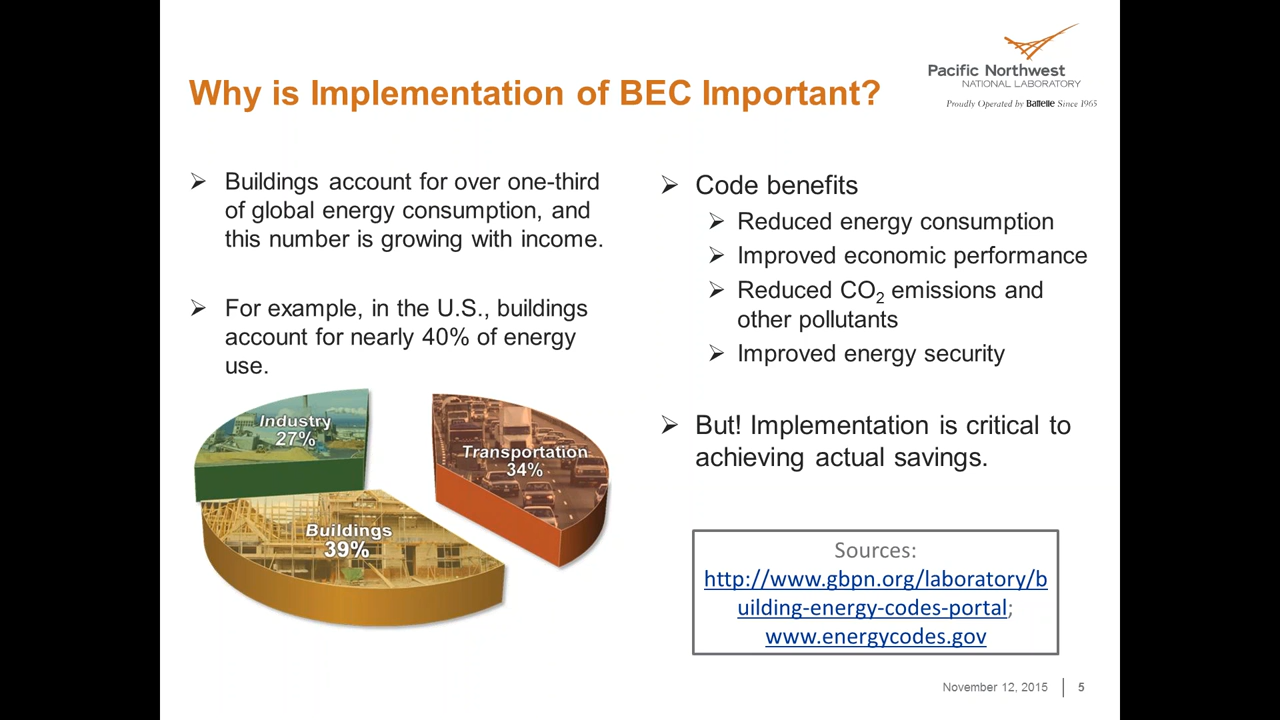 Pacific Northwest
NATIONAL LABORATORY
Proudly Operated by Battelle Since 1965
Why is Implementation of BEC Important?
➢ Buildings account for over one-third
of global energy consumption, and
this number is growing with income.
➢ For example, in the U.S., buildings
account for nearly 40% of energy
use.
Industry
27%
Transportation
34%
Buildings
39%
➢ Code benefits
➢ Reduced energy consumption
➢ Improved economic performance
➢ Reduced CO₂ emissions and
other pollutants
➢ Improved energy security
➢ But! Implementation is critical to
achieving actual savings.
Sources:
http://www.gbpn.org/laboratory/b
uilding-energy-codes-portal;
www.energycodes.gov
November 12, 2015 | 5